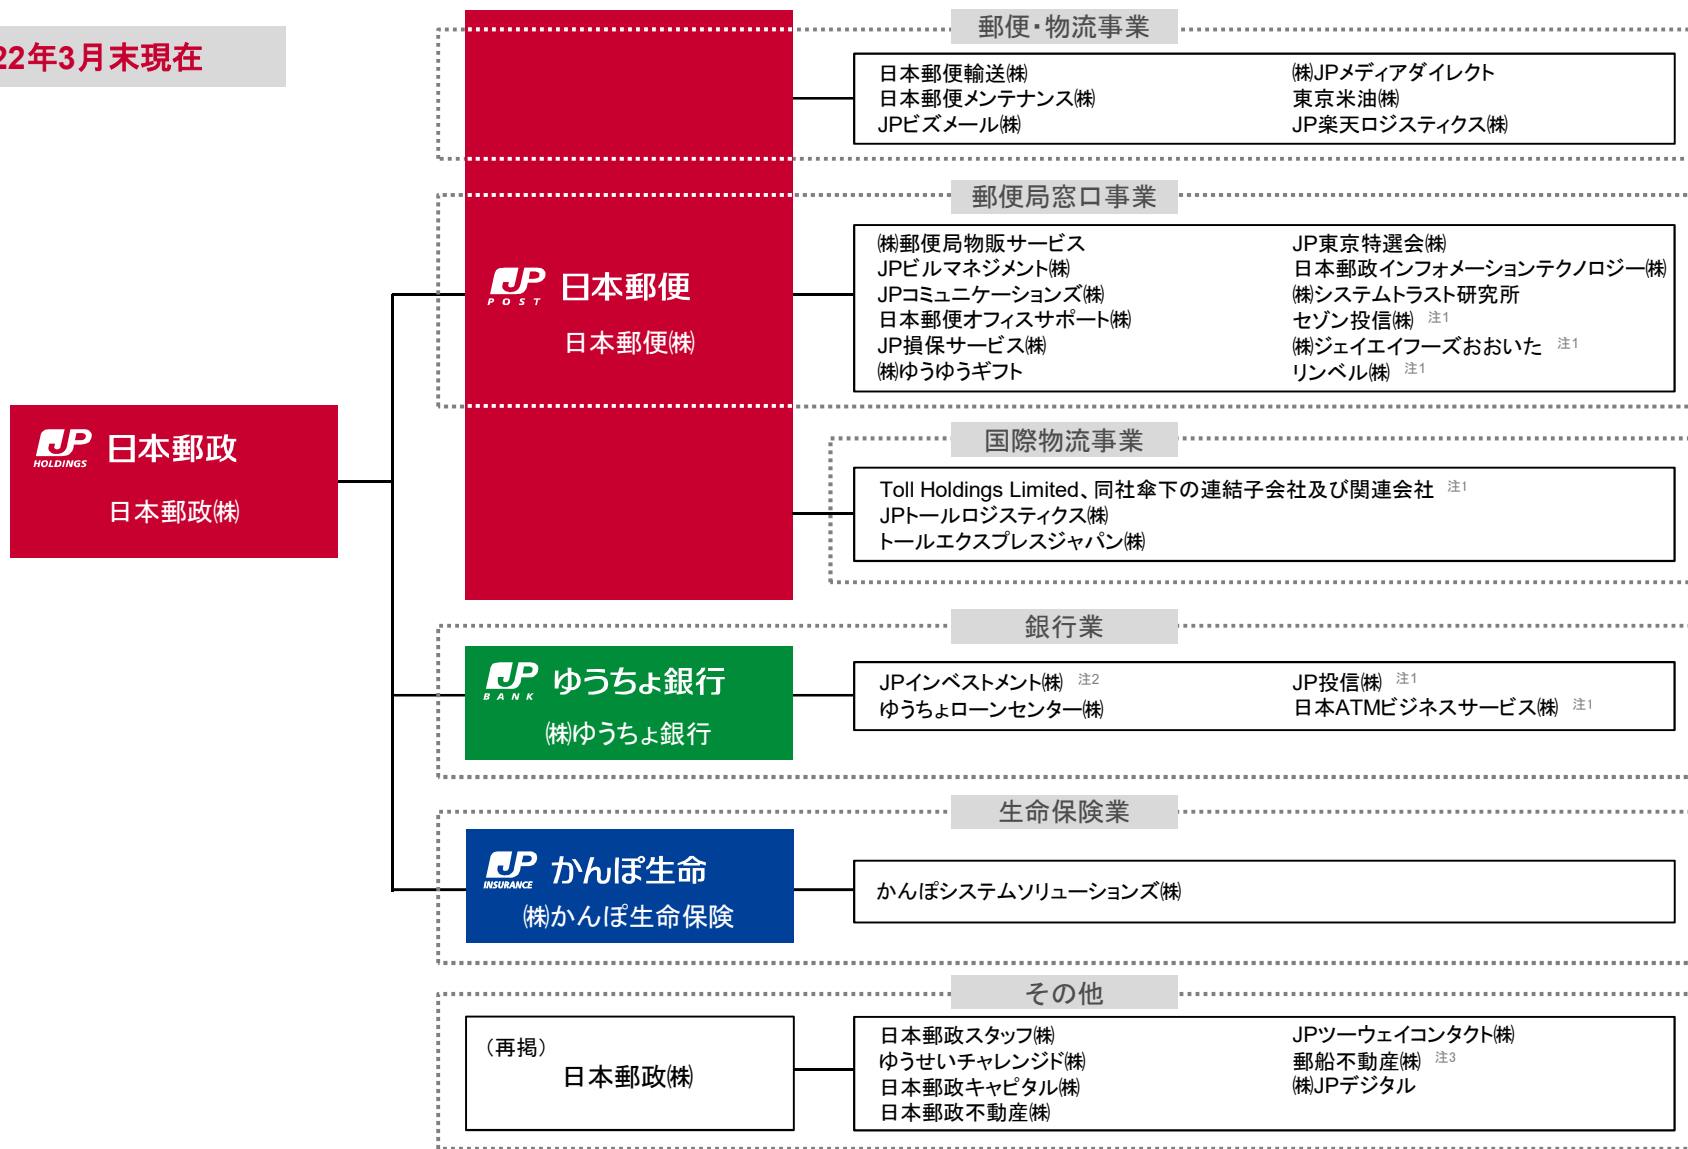 22年3月末現在
郵便・物流事業
日本郵便輸送㈱
日本郵便メンテナンス㈱
JPビズメール㈱
㈱JPメディアダイレクト
東京米油㈱
JP楽天ロジスティクス㈱
郵便局窓口事業
JP POST 日本郵便
日本郵便㈱
㈱郵便局物販サービス
JPビルマネジメント㈱
JPコミュニケーションズ㈱
日本郵便オフィスサポート㈱
JP損保サービス㈱
㈱ゆうゆうギフト
JP東京特選会㈱
日本郵政インフォメーションテクノロジー㈱
㈱システムトラスト研究所
セゾン投信㈱ 注1
㈱ジェイエイフーズおおいた 注1
リンベル㈱ 注1
JP HOLDINGS 日本郵政
日本郵政㈱
国際物流事業
Toll Holdings Limited、同社傘下の連結子会社及び関連会社 注1
JPトールロジスティクス㈱
トールエクスプレスジャパン㈱
銀行業
JP BANK ゆうちょ銀行
㈱ゆうちょ銀行
JPインベストメント㈱ 注2
ゆうちょローンセンター㈱
JP投信㈱ 注1
日本ATMビジネスサービス㈱ 注1
生命保険業
JP INSURANCE かんぽ生命
㈱かんぽ生命保険
かんぽシステムソリューションズ㈱
その他
（再掲）
日本郵政㈱
日本郵政スタッフ㈱
ゆうせいチャレンジド㈱
日本郵政キャピタル㈱
日本郵政不動産㈱
JPツーウェイコンタクト㈱
郵船不動産㈱ 注3
㈱JPデジタル